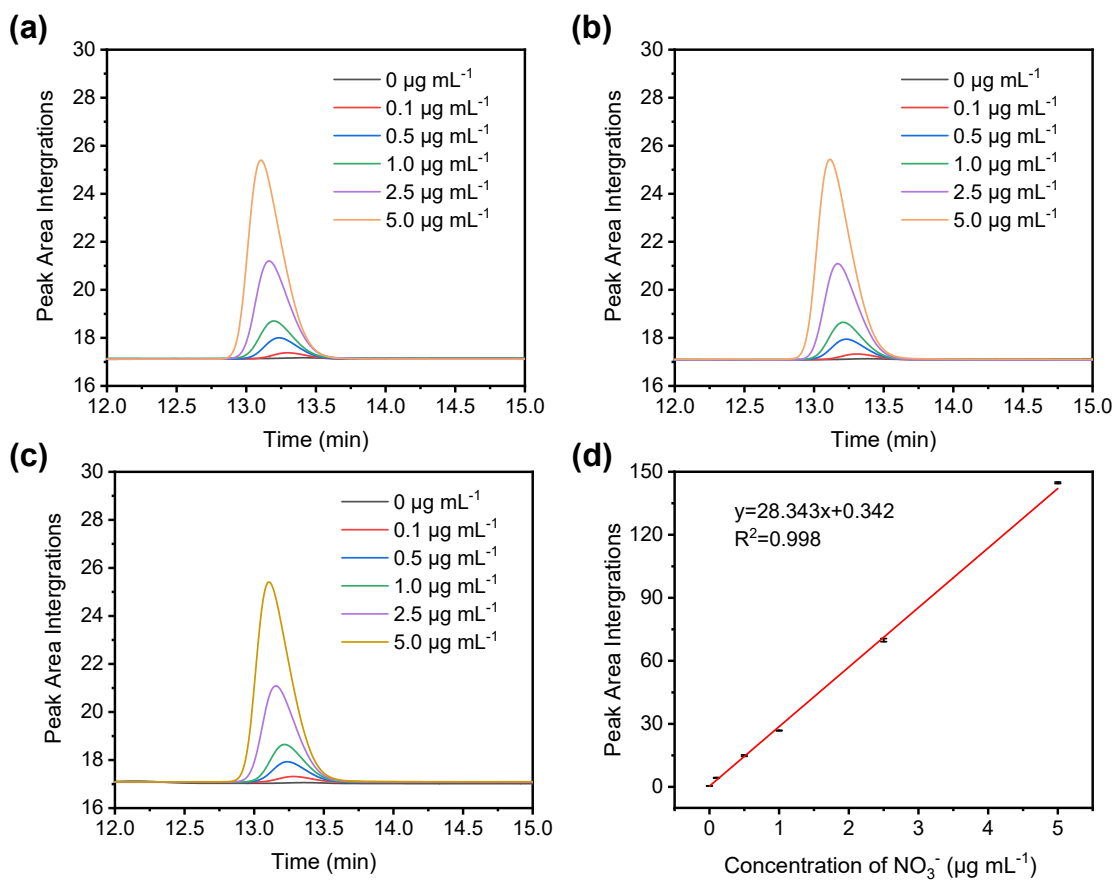 (a)
30
28
26
24
22
20
18
16
Peak Area Intergrations
0 µg mL⁻¹
0.1 µg mL⁻¹
0.5 µg mL⁻¹
1.0 µg mL⁻¹
2.5 µg mL⁻¹
5.0 µg mL⁻¹
12.0 12.5 13.0 13.5 14.0 14.5 15.0
Time (min)
(b)
30
28
26
24
22
20
18
16
Peak Area Intergrations
0 µg mL⁻¹
0.1 µg mL⁻¹
0.5 µg mL⁻¹
1.0 µg mL⁻¹
2.5 µg mL⁻¹
5.0 µg mL⁻¹
12.0 12.5 13.0 13.5 14.0 14.5 15.0
Time (min)
(c)
30
28
26
24
22
20
18
16
Peak Area Intergrations
0 µg mL⁻¹
0.1 µg mL⁻¹
0.5 µg mL⁻¹
1.0 µg mL⁻¹
2.5 µg mL⁻¹
5.0 µg mL⁻¹
12.0 12.5 13.0 13.5 14.0 14.5 15.0
Time (min)
(d)
150
120
90
60
30
0
Peak Area Intergrations
y=28.343x+0.342
R²=0.998
0 1 2 3 4 5
Concentration of NO₃⁻ (µg mL⁻¹)